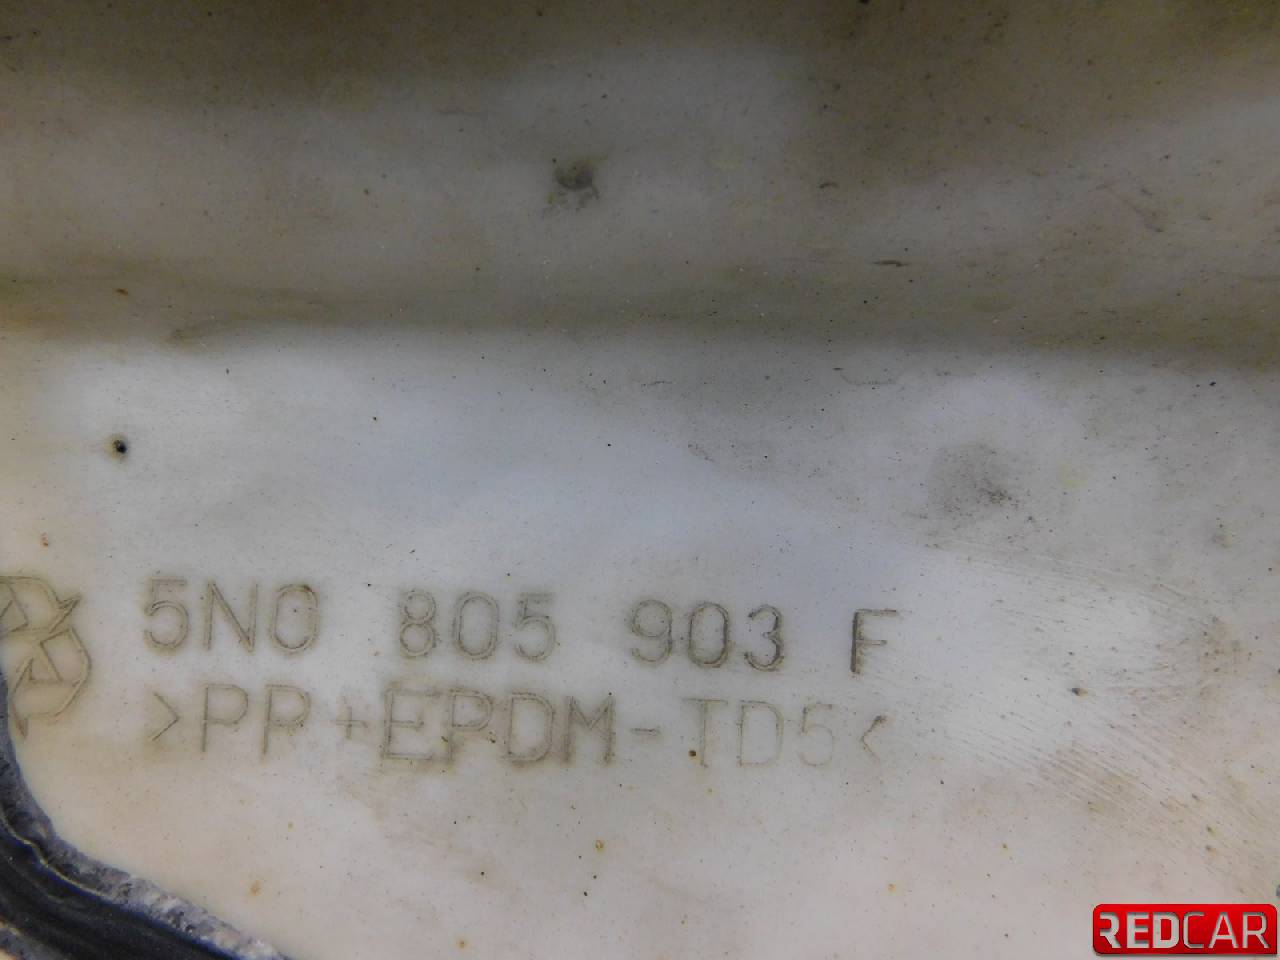 5N0 805 903 F
>PP+EPDM-TD5<
REDCAR